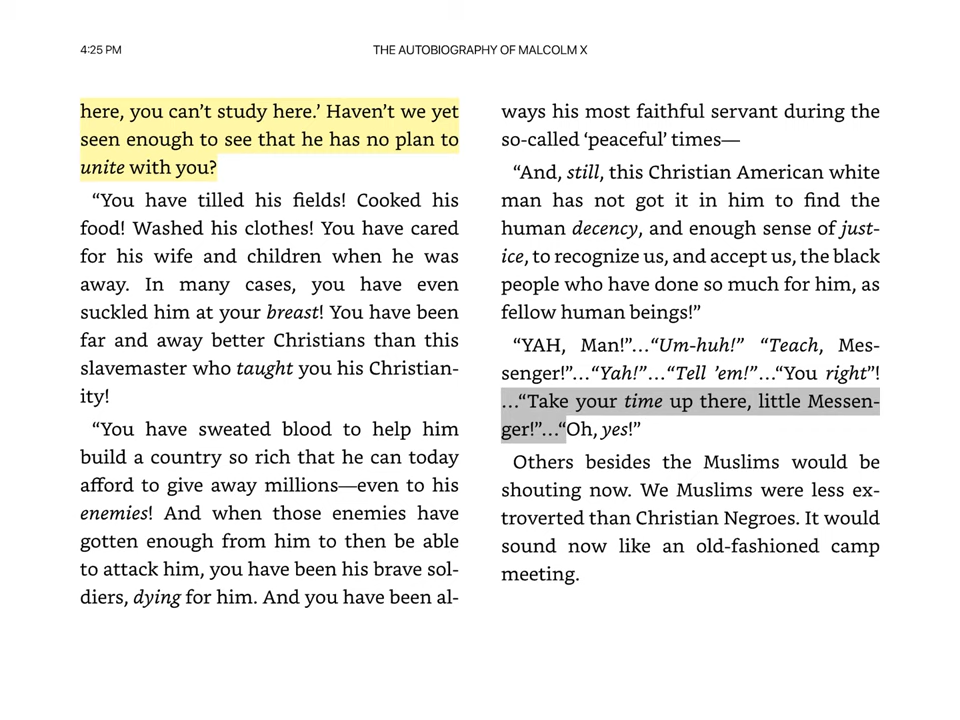 4:25 PM
THE AUTOBIOGRAPHY OF MALCOLM X
here, you can’t study here.’ Haven’t we yet
seen enough to see that he has no plan to
unite with you?
“You have tilled his fields! Cooked his
food! Washed his clothes! You have cared
for his wife and children when he was
away. In many cases, you have even
suckled him at your breast! You have been
far and away better Christians than this
slavemaster who taught you his Christian-
ity!
“You have sweated blood to help him
build a country so rich that he can today
afford to give away millions—even to his
enemies! And when those enemies have
gotten enough from him to then be able
to attack him, you have been his brave sol-
diers, dying for him. And you have been al-
ways his most faithful servant during the
so-called ‘peaceful’ times—
“And, still, this Christian American white
man has not got it in him to find the
human decency, and enough sense of just-
ice, to recognize us, and accept us, the black
people who have done so much for him, as
fellow human beings!”
“YAH, Man!”…“Um-huh!” “Teach, Mes-
senger!”…“Yah!”…“Tell ’em!”…“You right”!
…“Take your time up there, little Messen-
ger!”…“Oh, yes!”
Others besides the Muslims would be
shouting now. We Muslims were less ex-
troverted than Christian Negroes. It would
sound now like an old-fashioned camp
meeting.